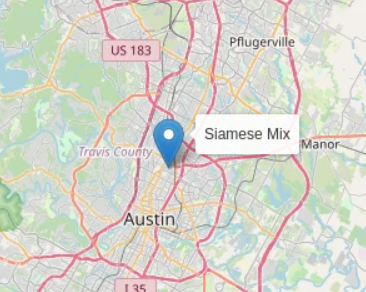 US 183
Pflugerville
Siamese Mix
Manor
Travis County
Austin
I 35